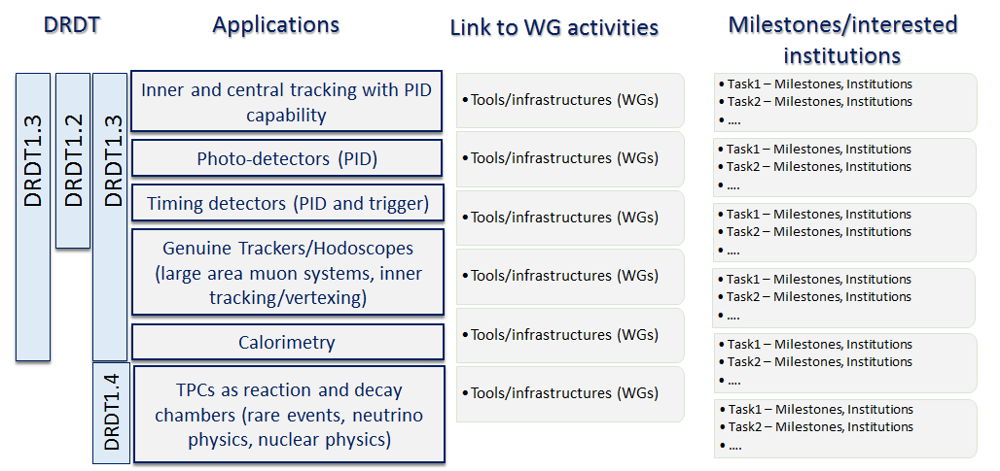 DRDT
Applications
Link to WG activities
Milestones/interested
institutions
DRDT1.3
DRDT1.2
DRDT1.3
DRDT1.4
Inner and central tracking with PID
capability
Photo-detectors (PID)
Timing detectors (PID and trigger)
Genuine Trackers/Hodoscopes
(large area muon systems, inner
tracking/vertexing)
Calorimetry
TPCs as reaction and decay
chambers (rare events, neutrino
physics, nuclear physics)
• Tools/infrastructures (WGs)
• Tools/infrastructures (WGs)
• Tools/infrastructures (WGs)
• Tools/infrastructures (WGs)
• Tools/infrastructures (WGs)
• Tools/infrastructures (WGs)
• Task1 – Milestones, Institutions
• Task2 – Milestones, Institutions
• ....
• Task1 – Milestones, Institutions
• Task2 – Milestones, Institutions
• ....
• Task1 – Milestones, Institutions
• Task2 – Milestones, Institutions
• ....
• Task1 – Milestones, Institutions
• Task2 – Milestones, Institutions
• ....
• Task1 – Milestones, Institutions
• Task2 – Milestones, Institutions
• ....
• Task1 – Milestones, Institutions
• Task2 – Milestones, Institutions
• ....